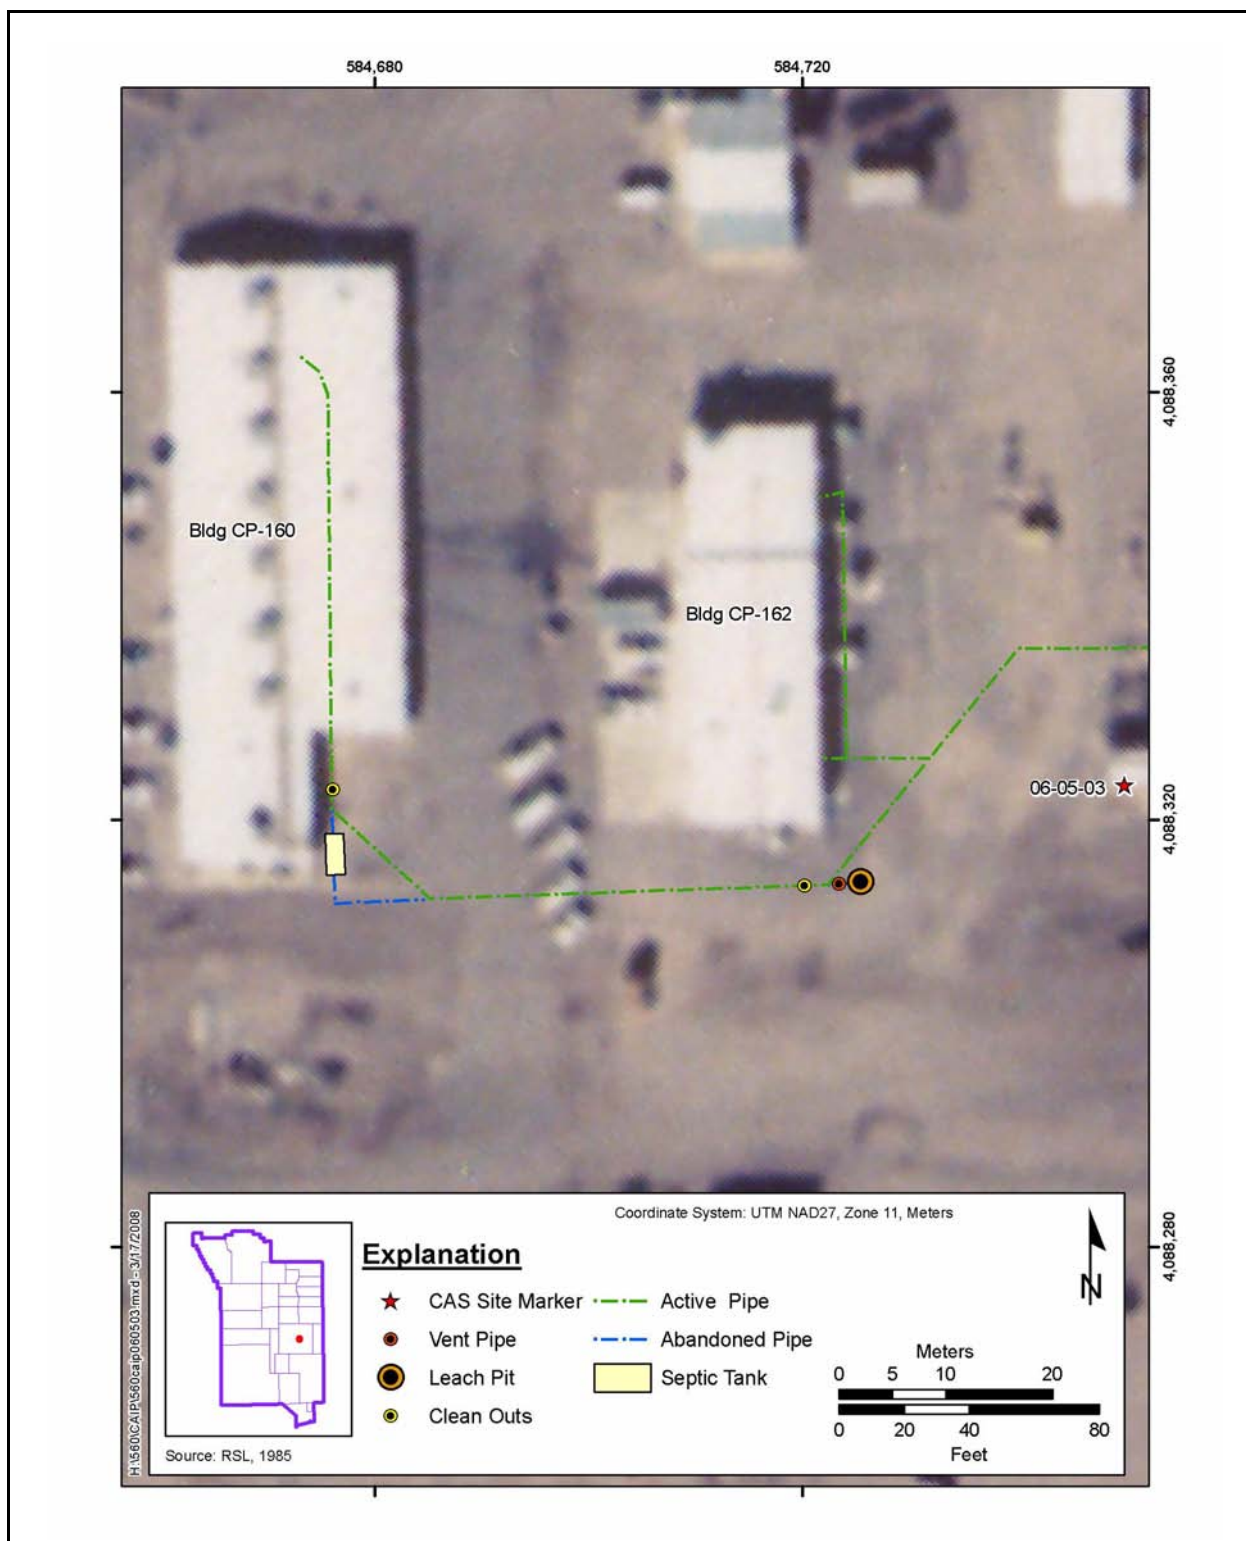 584,680
584,720
4,088,360
Bldg CP-160
Bldg CP-162
06-05-03
4,088,320
4,088,280
H:\560\CAIP\560caip060503.mxd - 3/17/2008
Coordinate System: UTM NAD27, Zone 11, Meters
Explanation
CAS Site Marker
Active Pipe
Vent Pipe
Abandoned Pipe
Leach Pit
Septic Tank
Clean Outs
N
Meters
0 5 10 20
0 20 40 80
Feet
Source: RSL, 1985